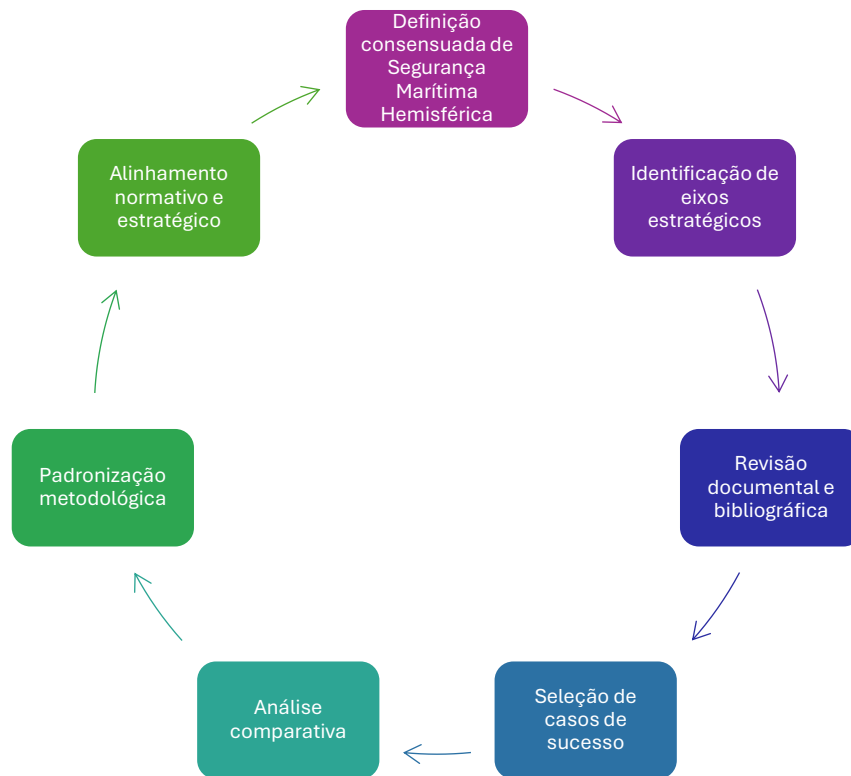 Definição
consensuada de
Segurança
Marítima
Hemisférica
Identificação de
eixos
estratégicos
Revisão
documental e
bibliográfica
Seleção de
casos de
sucesso
Análise
comparativa
Padronização
metodológica
Alinhamento
normativo e
estratégico